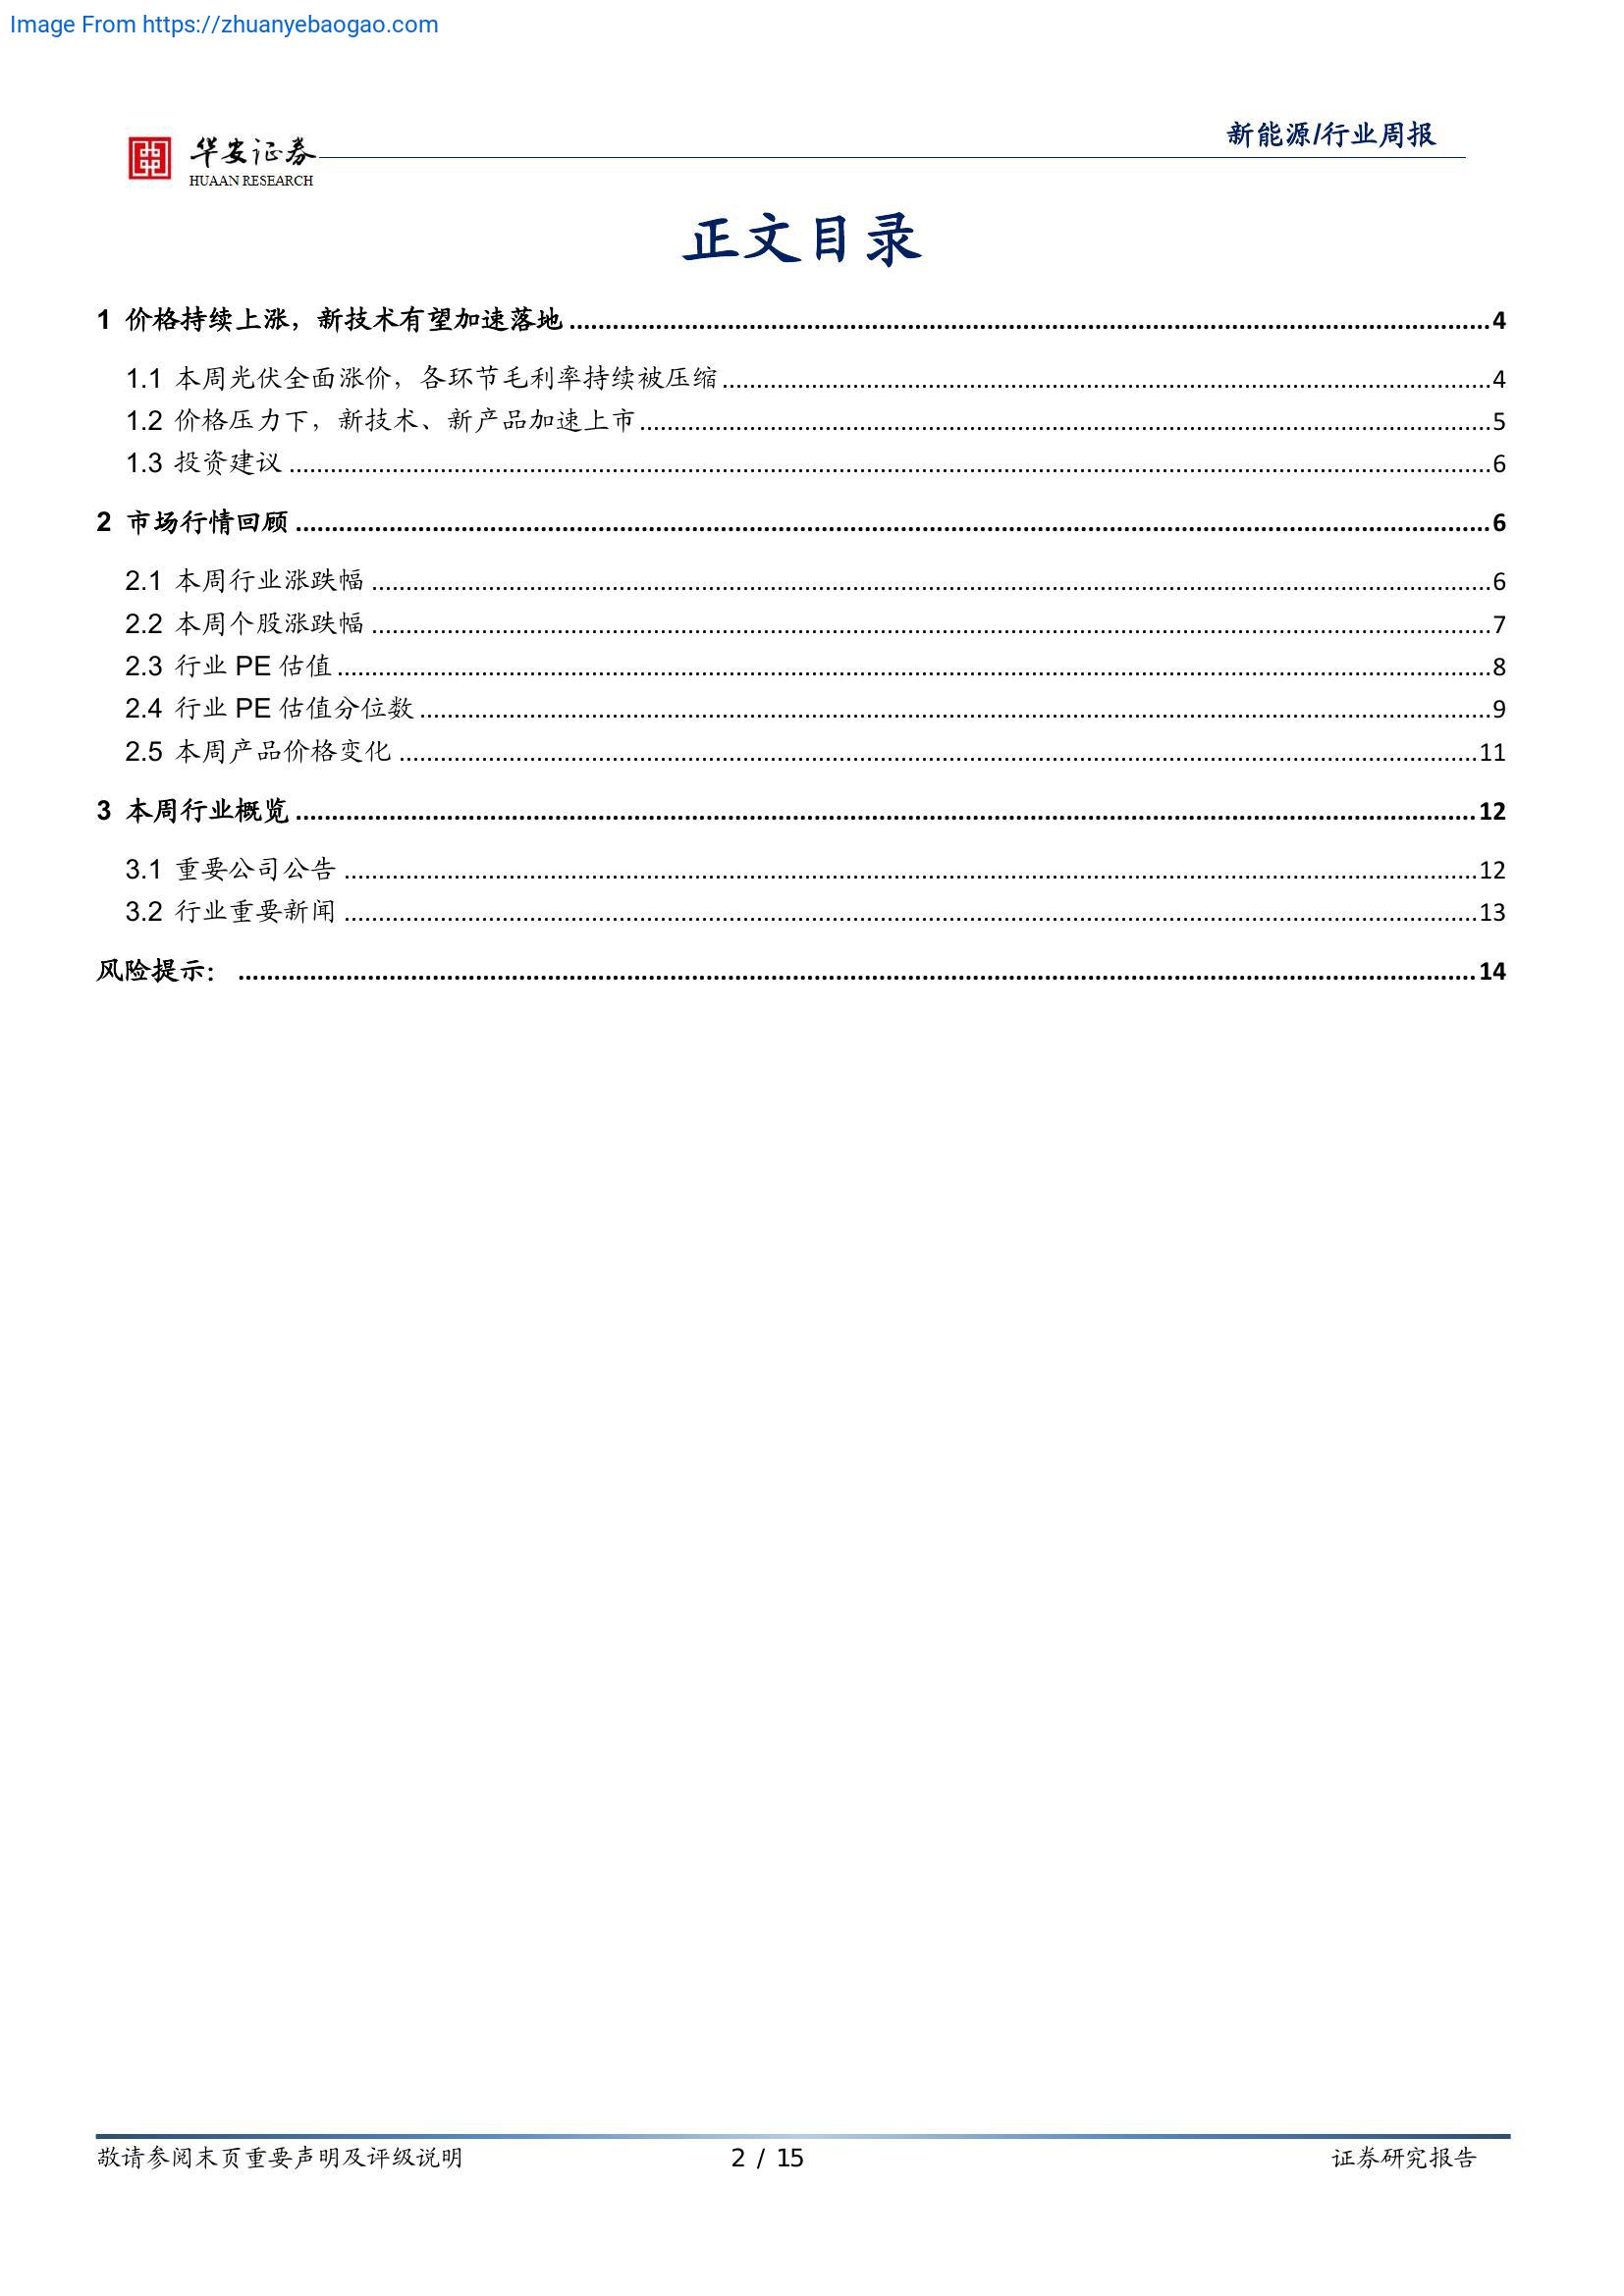 Image From https://zhuanyebaogao.com
新能源/行业周报
华安证券
HUAAN RESEARCH
正文目录
1 价格持续上涨，新技术有望加速落地 4
1.1 本周光伏全面涨价，各环节毛利率持续被压缩 4
1.2 价格压力下，新技术、新产品加速上市 5
1.3 投资建议 6
2 市场行情回顾 6
2.1 本周行业涨跌幅 6
2.2 本周个股涨跌幅 7
2.3 行业 PE 估值 8
2.4 行业 PE 估值分位数 9
2.5 本周产品价格变化 11
3 本周行业概览 12
3.1 重要公司公告 12
3.2 行业重要新闻 13
风险提示： 14
敬请参阅末页重要声明及评级说明 2 / 15 证券研究报告